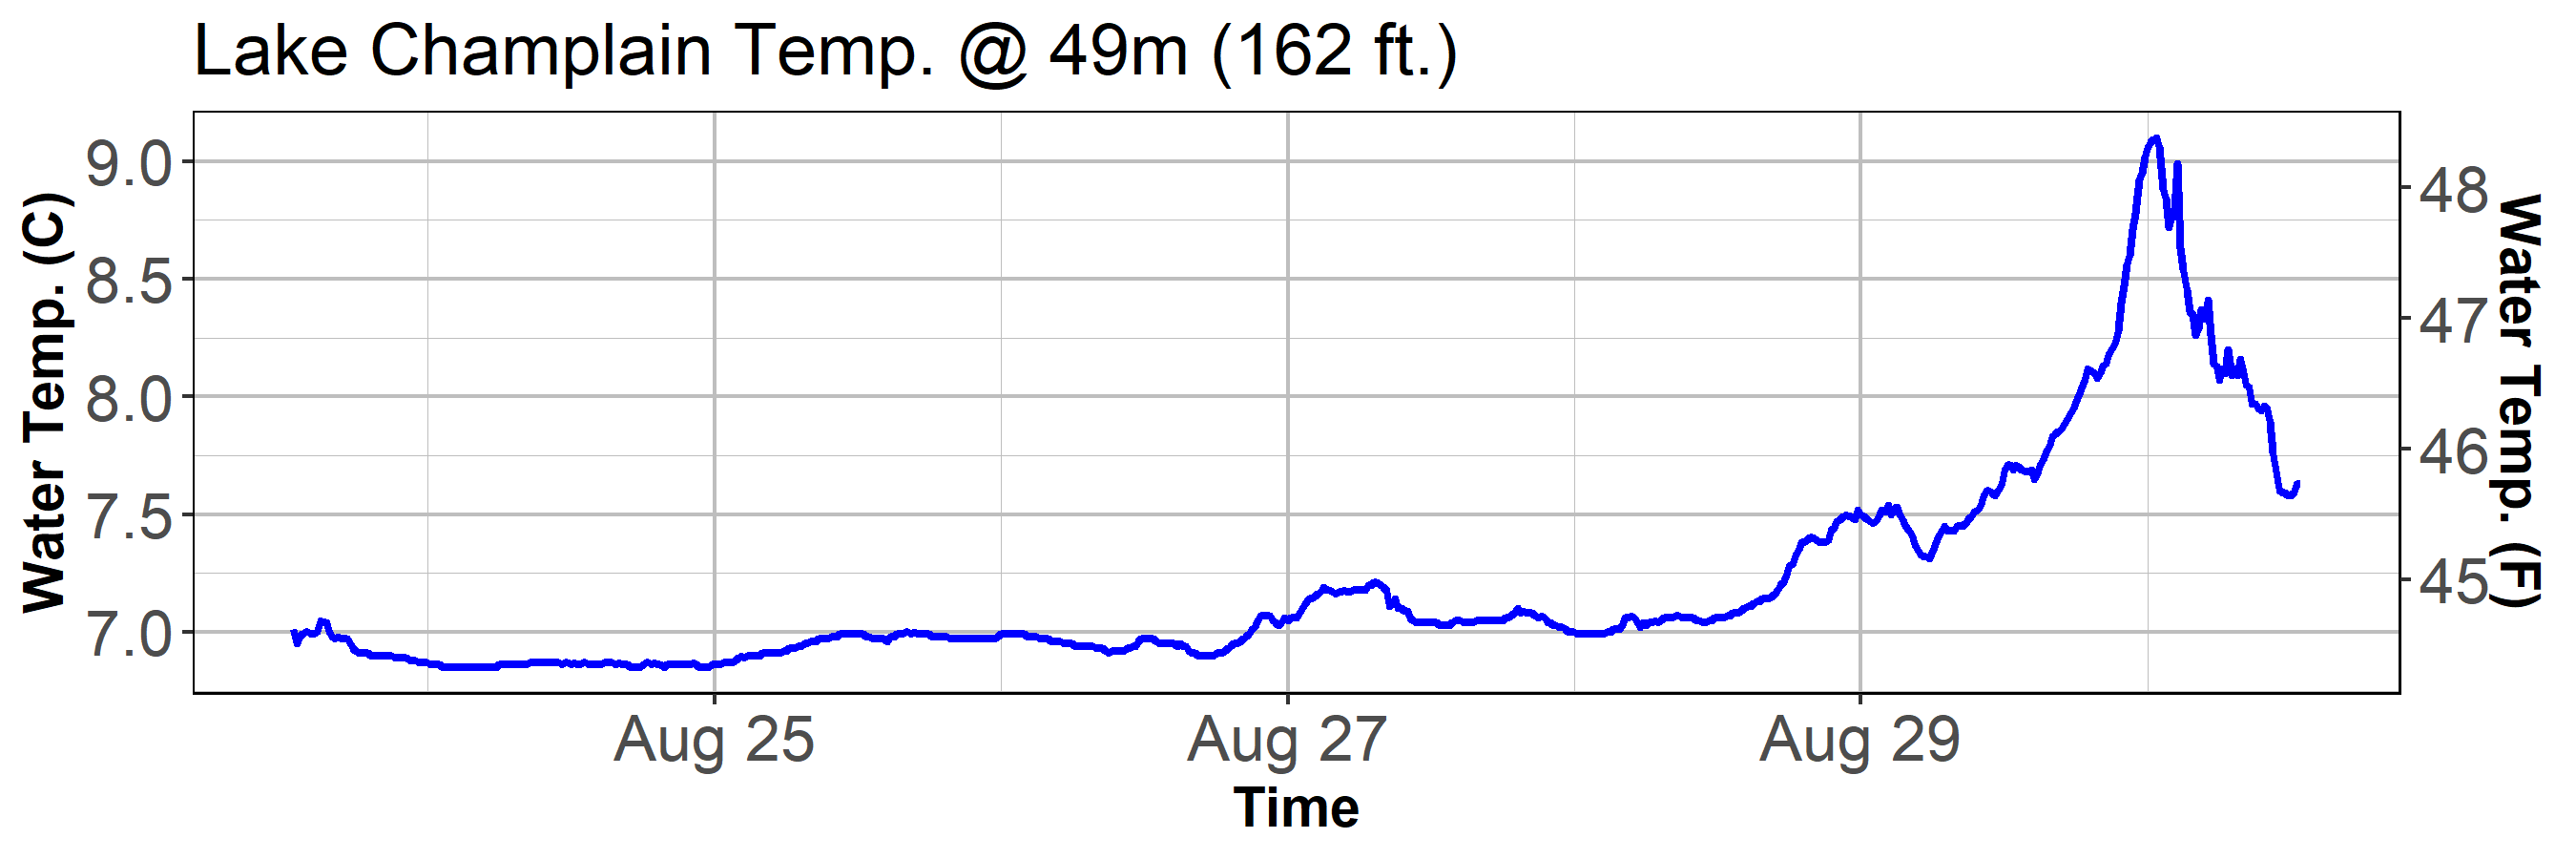 Lake Champlain Temp. @ 49m (162 ft.)
Water Temp. (C)
9.0
8.5
8.0
7.5
7.0
48
47
46
45
Water Temp. (F)
Aug 25
Aug 27
Aug 29
Time